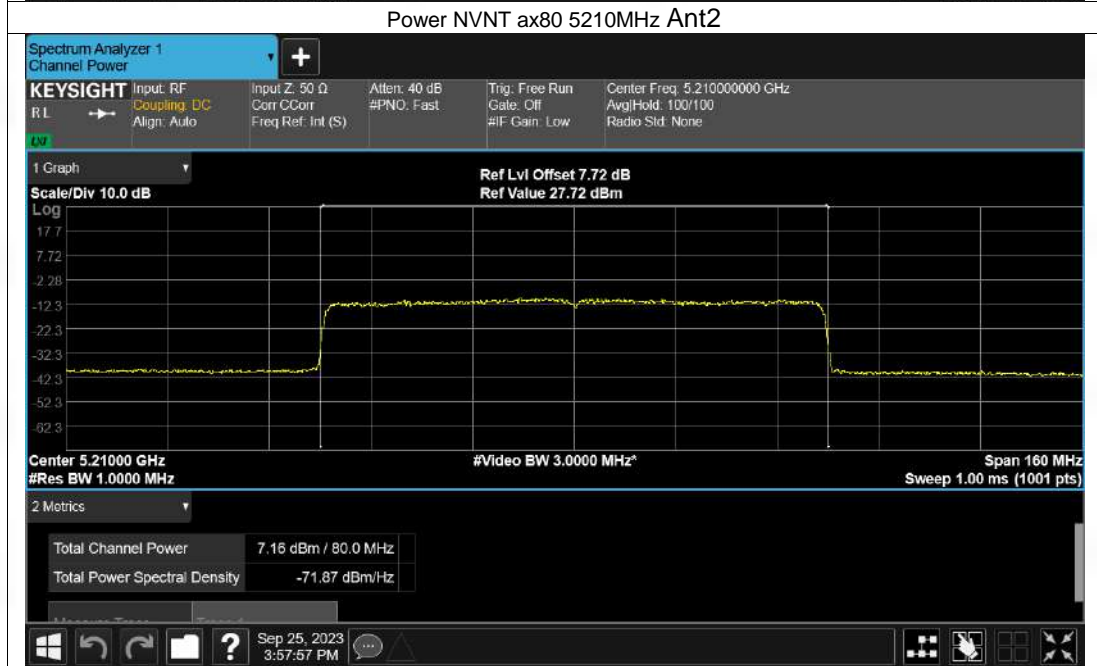 Power NVNT ax80 5210MHz Ant2
Spectrum Analyzer 1
Channel Power
KEYSIGHT
R L
Input: RF
Coupling: DC
Align: Auto
Input Z: 50 Ω
Corr CCorr
Freq Ref: Int (S)
Atten: 40 dB
#PNO: Fast
Trig: Free Run
Gate: Off
#IF Gain: Low
Center Freq: 5.210000000 GHz
Avg|Hold: 100/100
Radio Std: None
1 Graph
Scale/Div 10.0 dB
Ref Lvl Offset 7.72 dB
Ref Value 27.72 dBm
Log
17.7
7.72
-2.28
-12.3
-22.3
-32.3
-42.3
-52.3
-62.3
Center 5.21000 GHz
#Res BW 1.0000 MHz
#Video BW 3.0000 MHz*
Span 160 MHz
Sweep 1.00 ms (1001 pts)
2 Metrics
Total Channel Power 7.16 dBm / 80.0 MHz
Total Power Spectral Density -71.87 dBm/Hz
?
Sep 25, 2023
3:57:57 PM